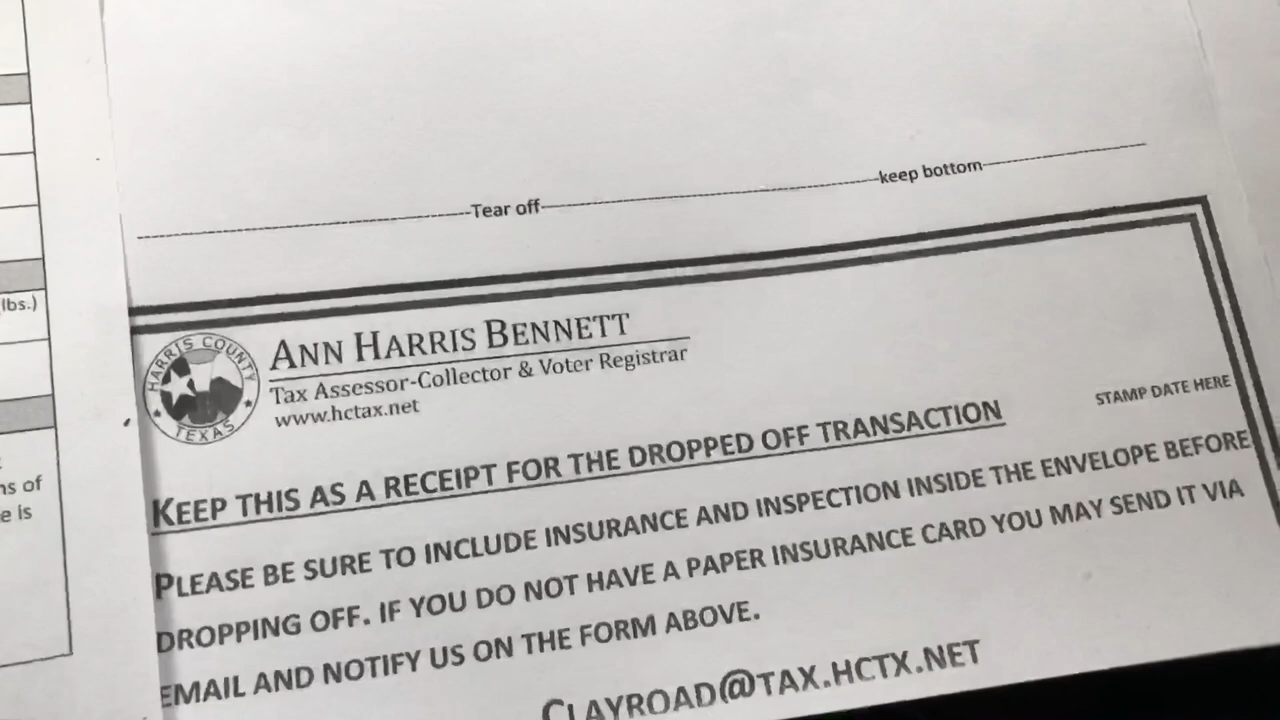 Tear off keep bottom
lbs.)
ns of
e is
HARRIS COUNTY
TEXAS
ANN HARRIS BENNETT
Tax Assessor-Collector & Voter Registrar
www.hctax.net
STAMP DATE HERE
KEEP THIS AS A RECEIPT FOR THE DROPPED OFF TRANSACTION
PLEASE BE SURE TO INCLUDE INSURANCE AND INSPECTION INSIDE THE ENVELOPE BEFORE
DROPPING OFF. IF YOU DO NOT HAVE A PAPER INSURANCE CARD YOU MAY SEND IT VIA
EMAIL AND NOTIFY US ON THE FORM ABOVE.
CLAYROAD@TAX.HCTX.NET